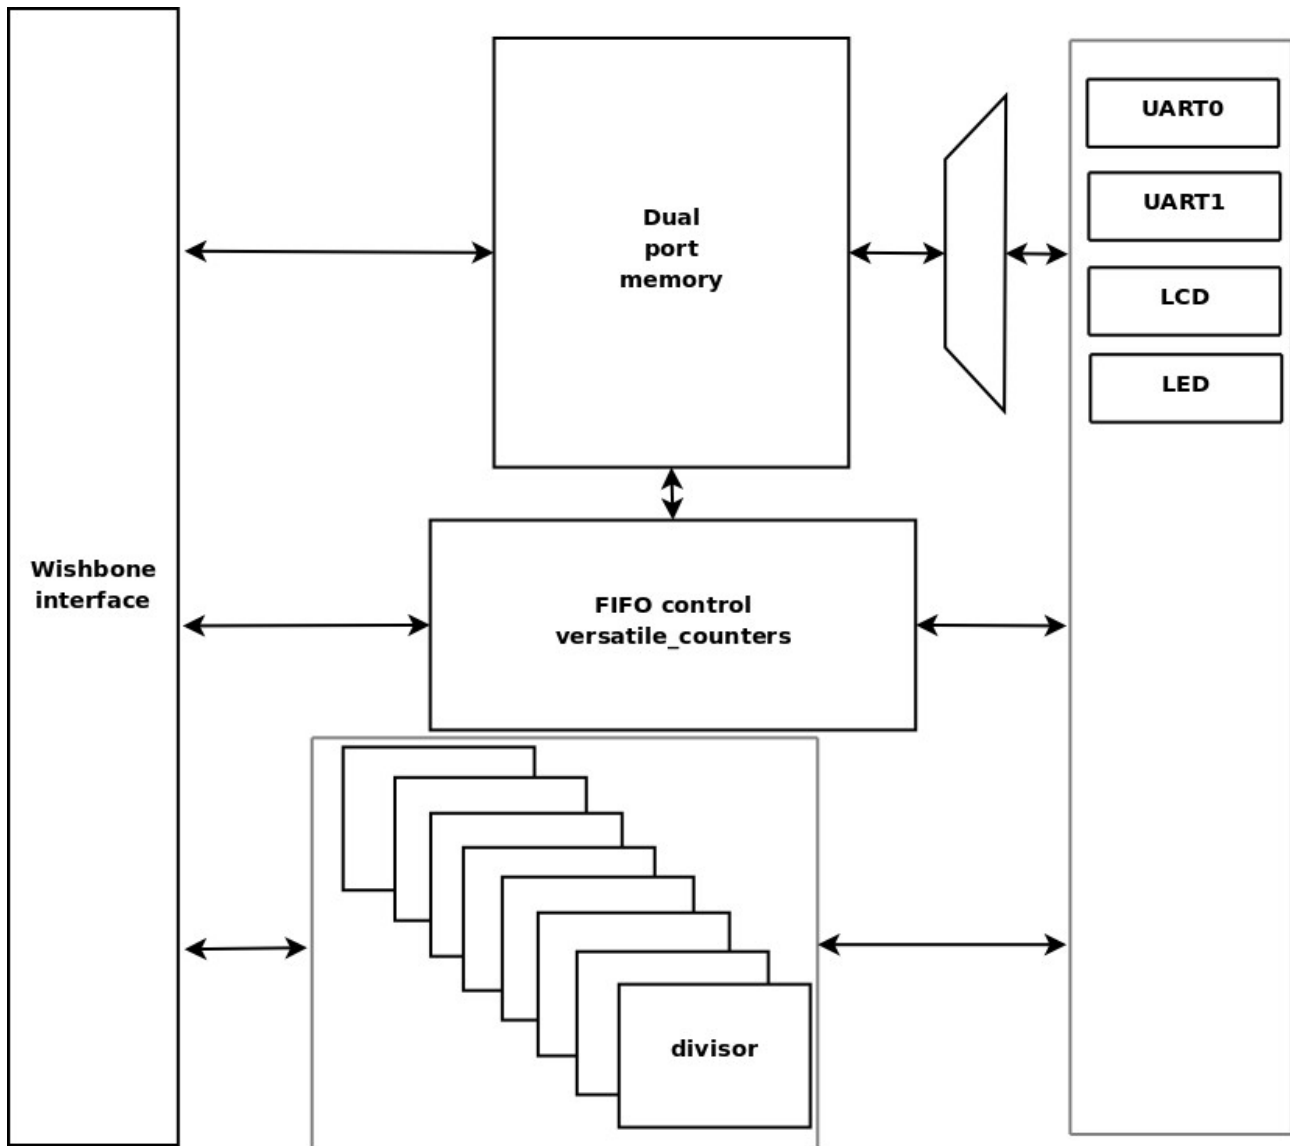 UART0
UART1
LCD
LED
Dual
port
memory
Wishbone
interface
FIFO control
versatile_counters
divisor